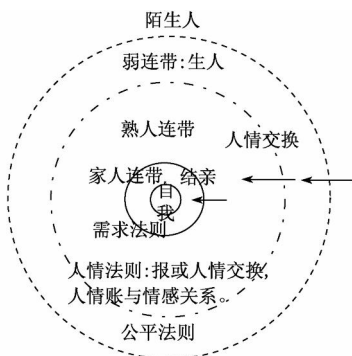 陌生人
弱连带:生人
熟人连带
人情交换
家人连带
结亲
自
我
需求法则
人情法则:报或人情交换,
人情账与情感关系。
公平法则